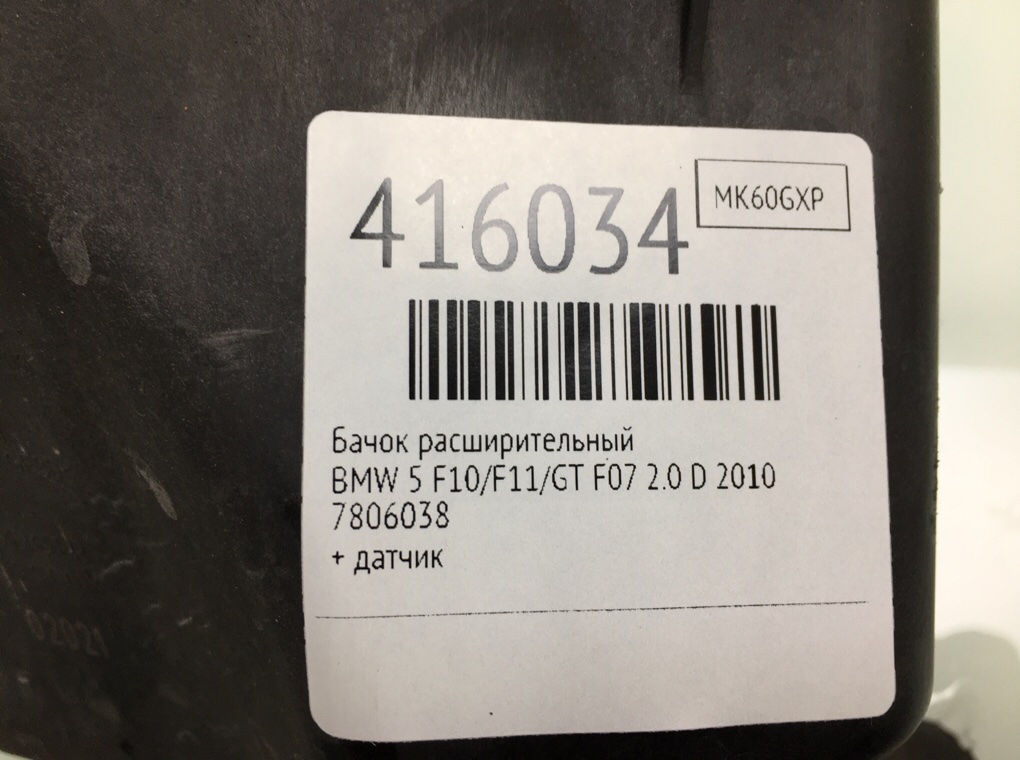 416034
MK60GXP
Бачок расширительный
BMW 5 F10/F11/GT F07 2.0 D 2010
7806038
+ датчик